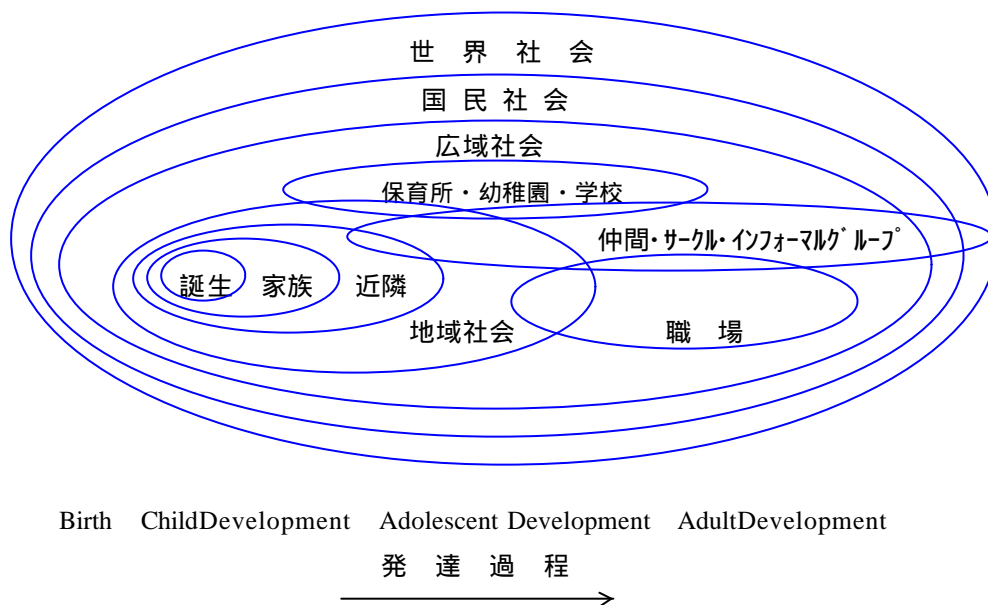 世 界 社 会
国 民 社 会
広域社会
保育所・幼稚園・学校
仲間・ｻｰｸﾙ・ｲﾝﾌｫｰﾏﾙｸﾞﾙｰﾌﾟ
誕生 家族 近隣
地域社会 職 場
Birth ChildDevelopment Adolescent Development AdultDevelopment
発 達 過 程